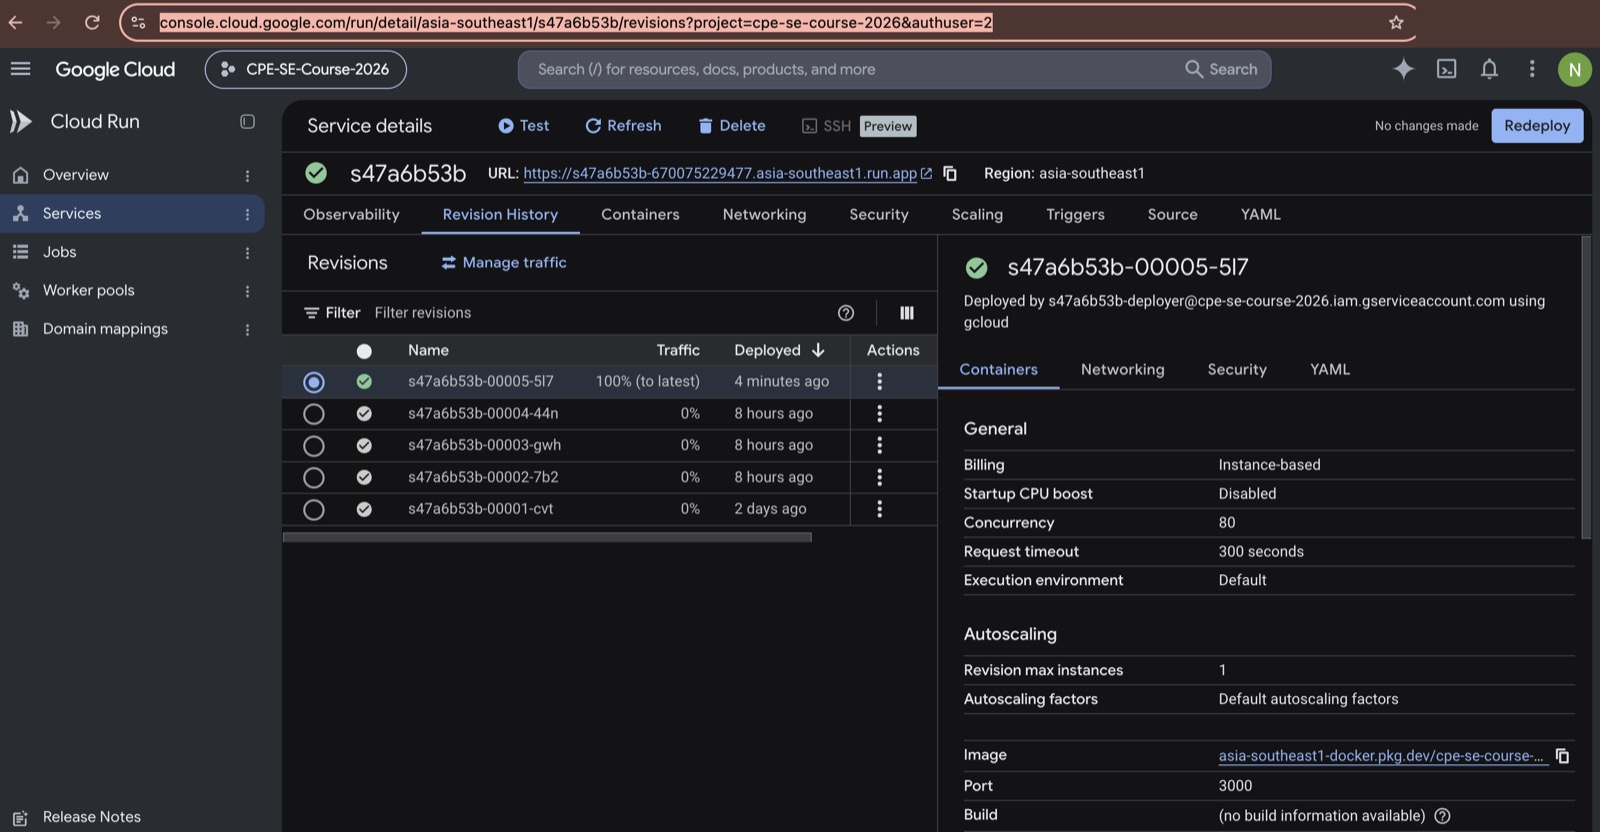 console.cloud.google.com/run/detail/asia-southeast1/s47a6b53b/revisions?project=cpe-se-course-2026&authuser=2
Google Cloud
CPE-SE-Course-2026
Search (/) for resources, docs, products, and more
Search
N
Cloud Run
Overview
Services
Jobs
Worker pools
Domain mappings
Release Notes
Service details
Test
Refresh
Delete
SSH
Preview
No changes made
Redeploy
s47a6b53b
URL: https://s47a6b53b-670075229477.asia-southeast1.run.app
Region: asia-southeast1
Observability
Revision History
Containers
Networking
Security
Scaling
Triggers
Source
YAML
Revisions
Manage traffic
Filter
Filter revisions
Name Traffic Deployed Actions
s47a6b53b-00005-5l7 100% (to latest) 4 minutes ago
s47a6b53b-00004-44n 0% 8 hours ago
s47a6b53b-00003-gwh 0% 8 hours ago
s47a6b53b-00002-7b2 0% 8 hours ago
s47a6b53b-00001-cvt 0% 2 days ago
s47a6b53b-00005-5l7
Deployed by s47a6b53b-deployer@cpe-se-course-2026.iam.gserviceaccount.com using
gcloud
Containers
Networking
Security
YAML
General
Billing Instance-based
Startup CPU boost Disabled
Concurrency 80
Request timeout 300 seconds
Execution environment Default
Autoscaling
Revision max instances 1
Autoscaling factors Default autoscaling factors
Image asia-southeast1-docker.pkg.dev/cpe-se-course-...
Port 3000
Build (no build information available)